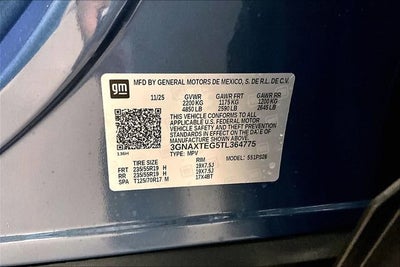 gm
MFD BY GENERAL MOTORS DE MEXICO, S. DE R.L. DE C.V.
11/25 GVWR GAWR FRT GAWR RR
2200 KG 1175 KG 1200 KG
4850 LB 2590 LB 2645 LB
THIS VEHICLE CONFORMS TO ALL
APPLICABLE U.S. FEDERAL MOTOR
VEHICLE SAFETY AND THEFT PREVENTION
STANDARDS IN EFFECT ON THE DATE OF
MANUFACTURE SHOWN ABOVE.
3GNAXTEG5TL364775
TYPE: MPV MODEL:
TIRE SIZE RIM
FRT 235/55R19 H 19X7.5J
RR 235/55R19 H 19X7.5J
SPA T125/70R17 M 17X4BT